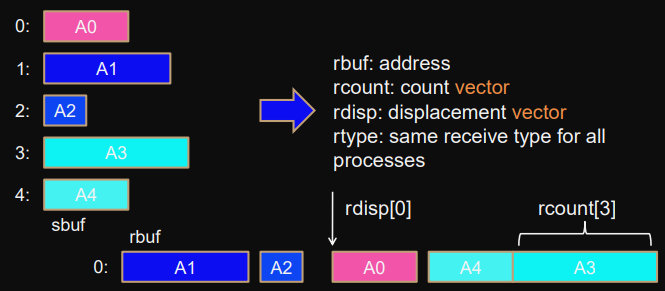 0: A0
1: A1
2: A2
3: A3
4: A4
sbuf
rbuf: address
rcount: count vector
rdisp: displacement vector
rtype: same receive type for all
processes
rdisp[0]
rcount[3]
rbuf
0: A1 A2 A0 A4 A3